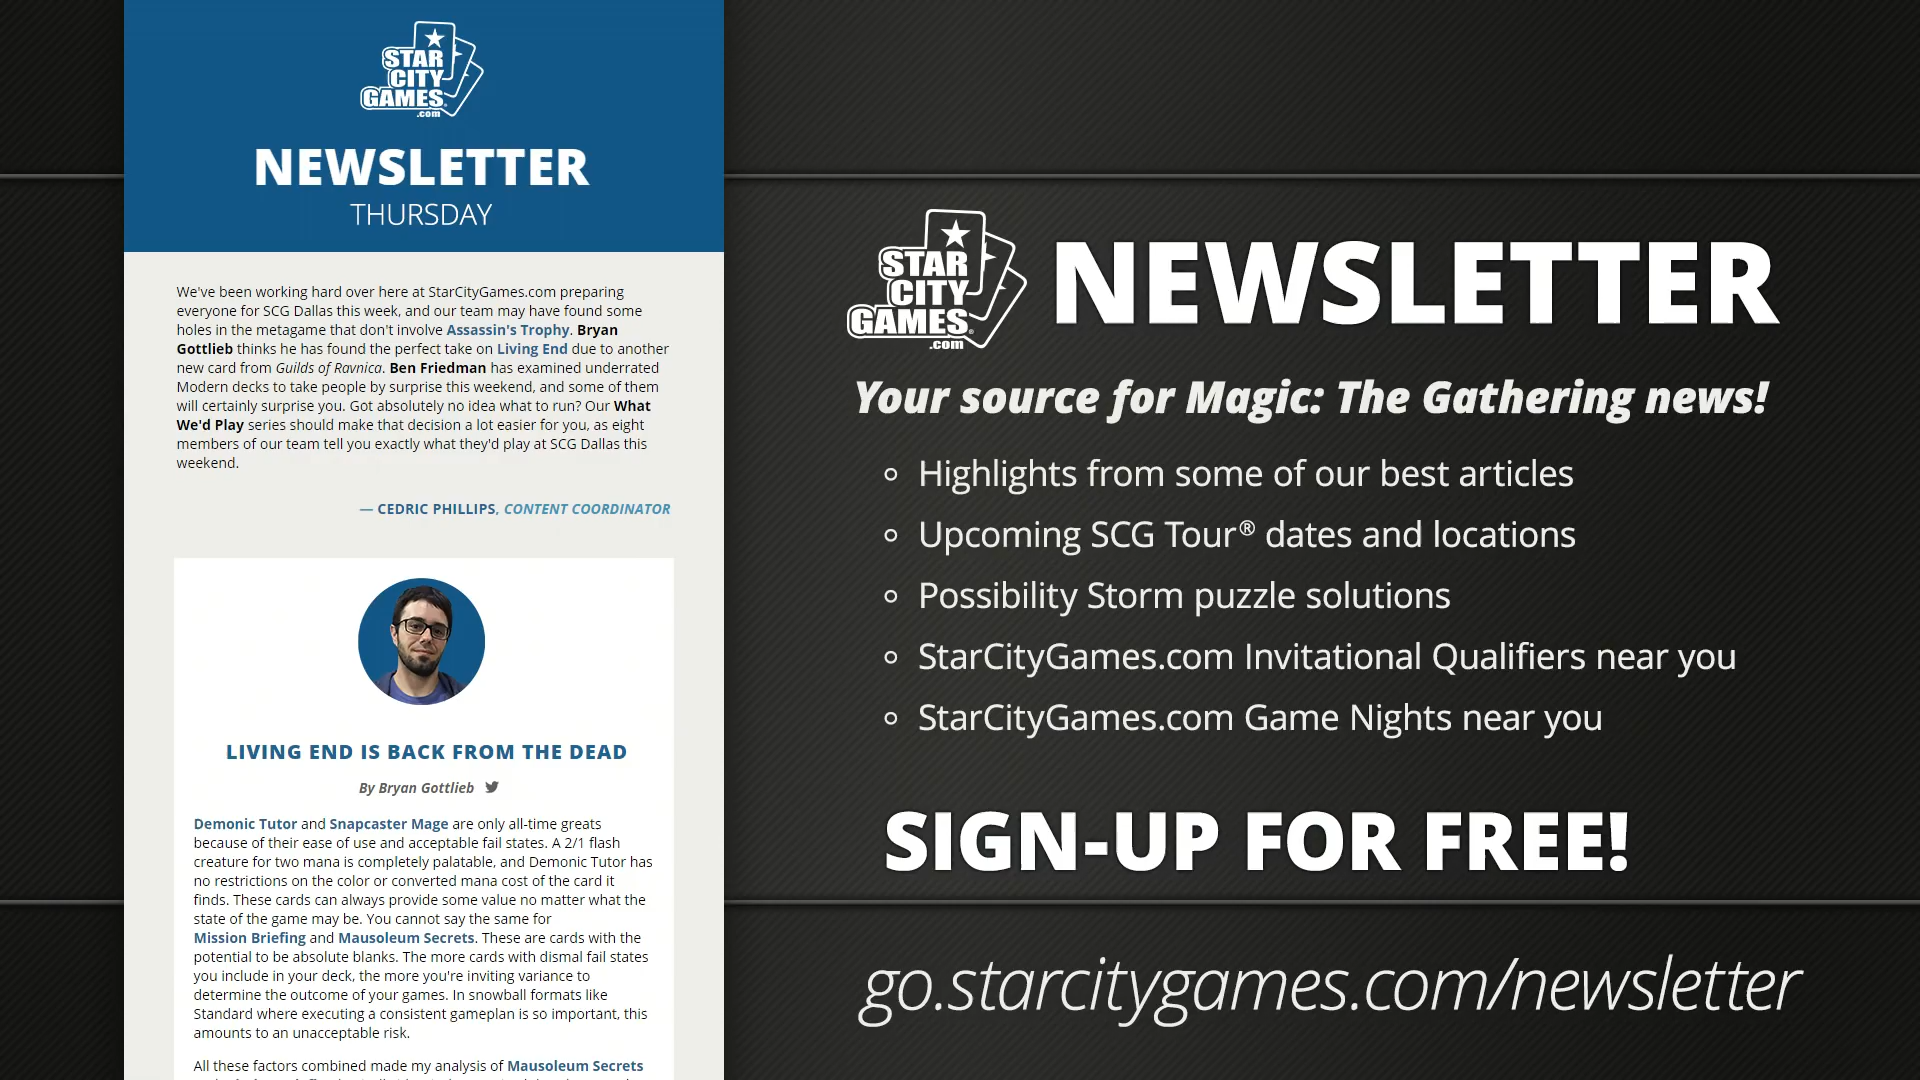 STAR
CITY
GAMES
.com
NEWSLETTER
THURSDAY
We've been working hard over here at StarCityGames.com preparing
everyone for SCG Dallas this week, and our team may have found some
holes in the metagame that don't involve Assassin's Trophy. Bryan
Gottlieb thinks he has found the perfect take on Living End due to another
new card from Guilds of Ravnica. Ben Friedman has examined underrated
Modern decks to take people by surprise this weekend, and some of them
will certainly surprise you. Got absolutely no idea what to run? Our What
We'd Play series should make that decision a lot easier for you, as eight
members of our team tell you exactly what they'd play at SCG Dallas this
weekend.
— CEDRIC PHILLIPS, CONTENT COORDINATOR
LIVING END IS BACK FROM THE DEAD
By Bryan Gottlieb
Demonic Tutor and Snapcaster Mage are only all-time greats
because of their ease of use and acceptable fail states. A 2/1 flash
creature for two mana is completely palatable, and Demonic Tutor has
no restrictions on the color or converted mana cost of the card it
finds. These cards can always provide some value no matter what the
state of the game may be. You cannot say the same for
Mission Briefing and Mausoleum Secrets. These are cards with the
potential to be absolute blanks. The more cards with dismal fail states
you include in your deck, the more you're inviting variance to
determine the outcome of your games. In snowball formats like
Standard where executing a consistent gameplan is so important, this
amounts to an unacceptable risk.
All these factors combined made my analysis of Mausoleum Secrets
STAR
CITY
GAMES®
.com
NEWSLETTER
Your source for Magic: The Gathering news!
Highlights from some of our best articles
Upcoming SCG Tour® dates and locations
Possibility Storm puzzle solutions
StarCityGames.com Invitational Qualifiers near you
StarCityGames.com Game Nights near you
SIGN-UP FOR FREE!
go.starcitygames.com/newsletter